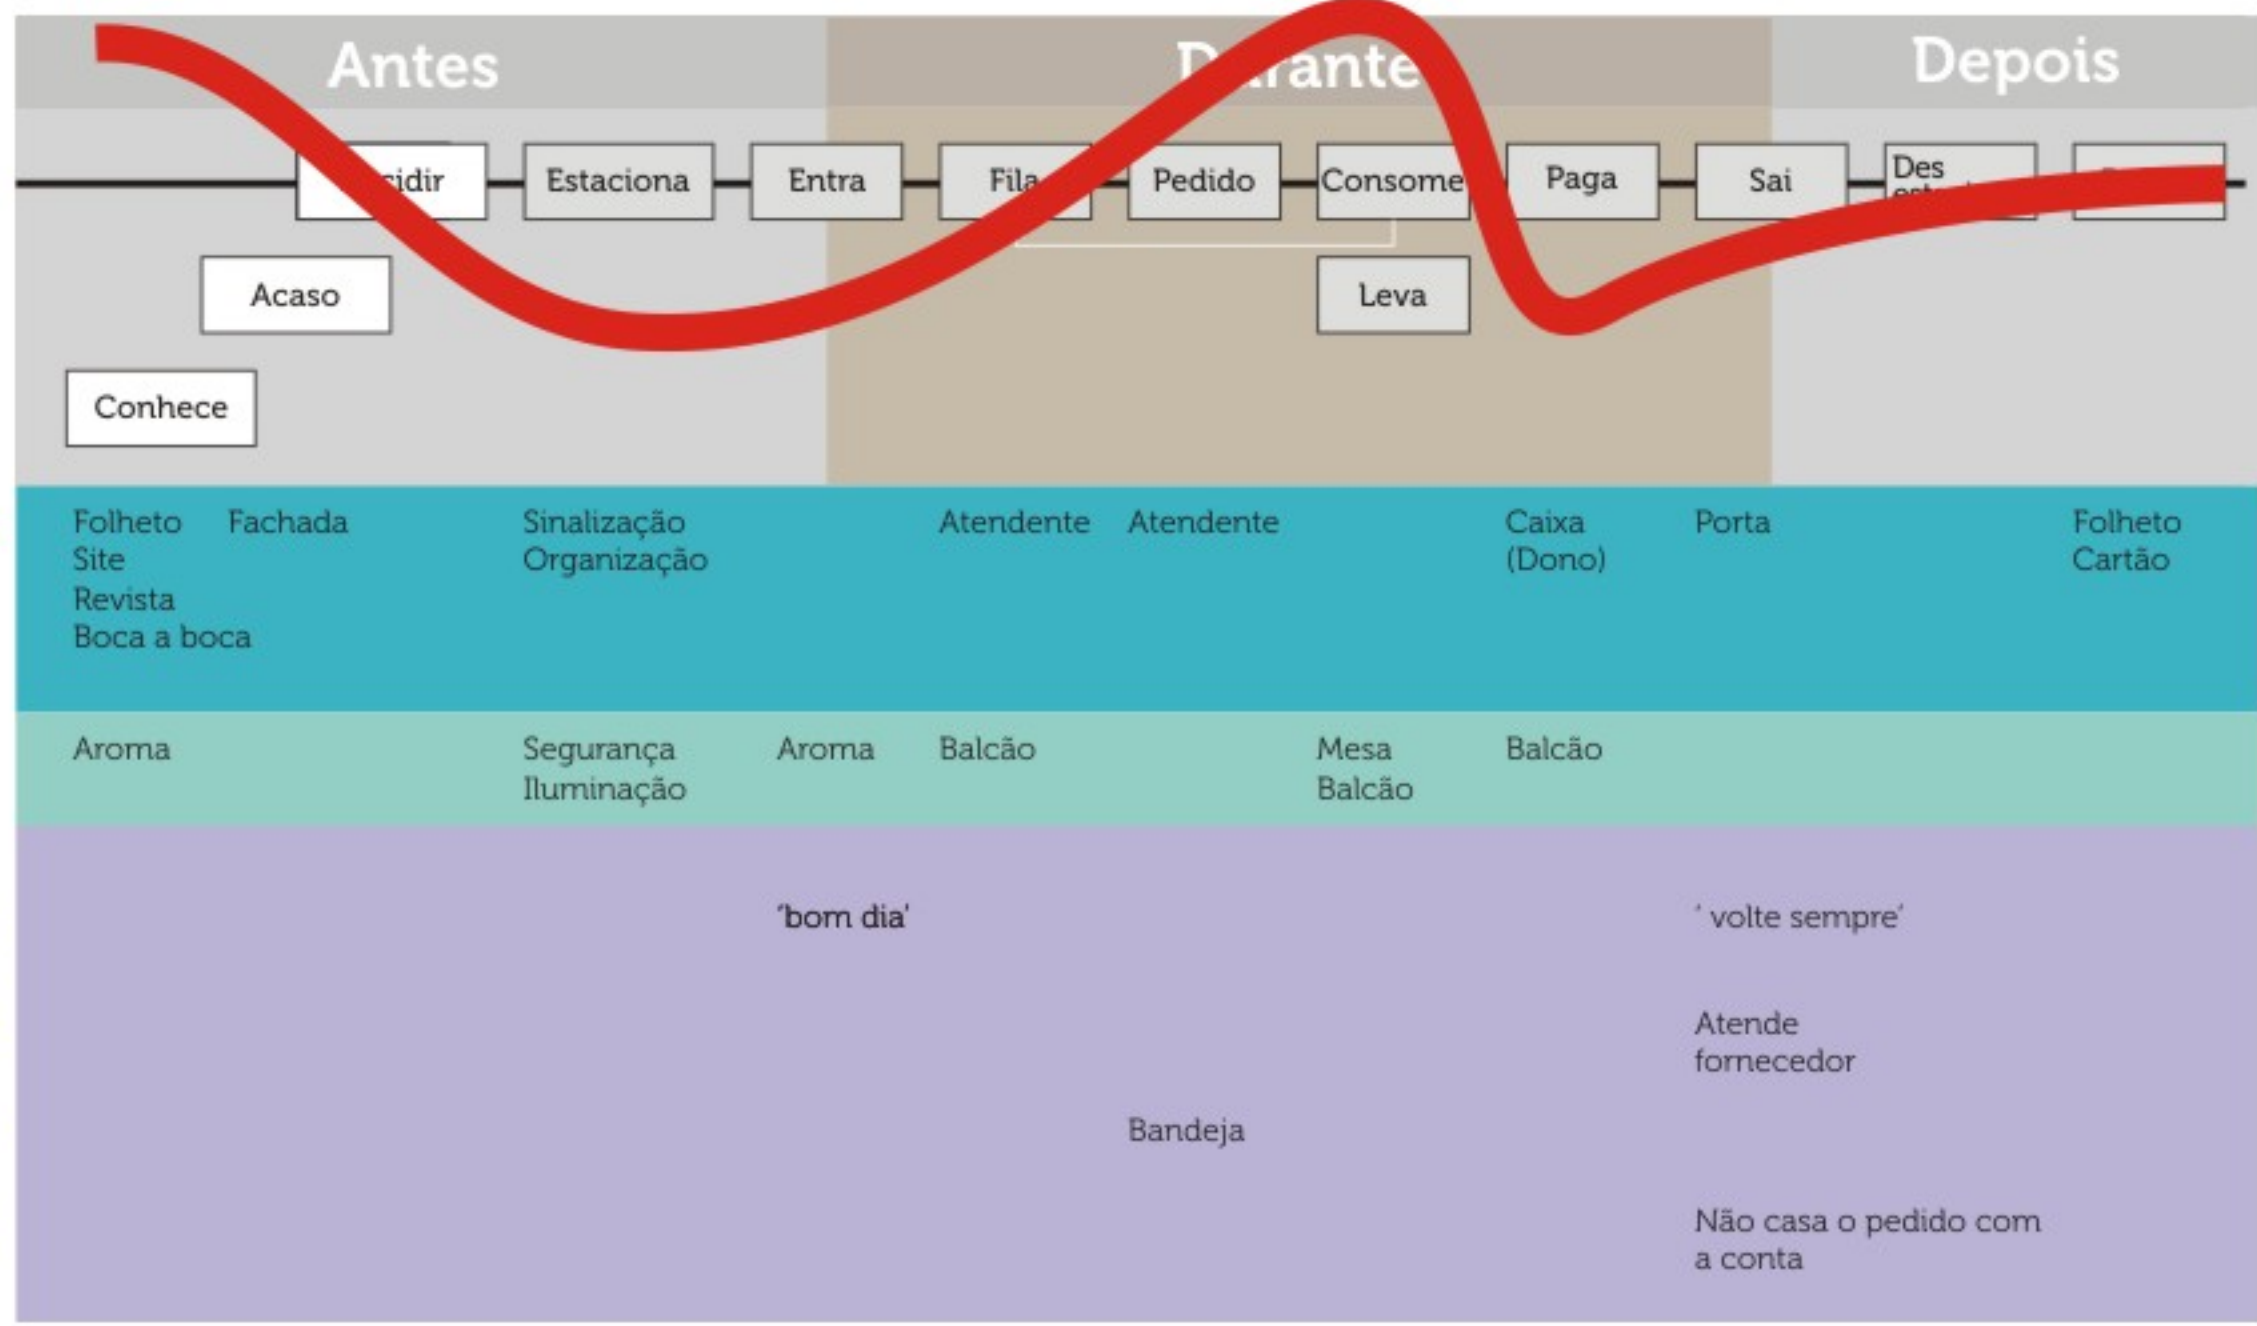 Antes
Durante
Depois
Estaciona
Entra
Fila
Pedido
Consome
Paga
Sai
Des
Acaso
Leva
Conhece
Folheto
Site
Revista
Boca a boca
Fachada
Sinalização
Organização
Atendente
Atendente
Caixa
(Dono)
Porta
Folheto
Cartão
Aroma
Segurança
Iluminação
Aroma
Balcão
Mesa
Balcão
Balcão
‘bom dia’
‘ volte sempre’
Atende
fornecedor
Bandeja
Não casa o pedido com
a conta